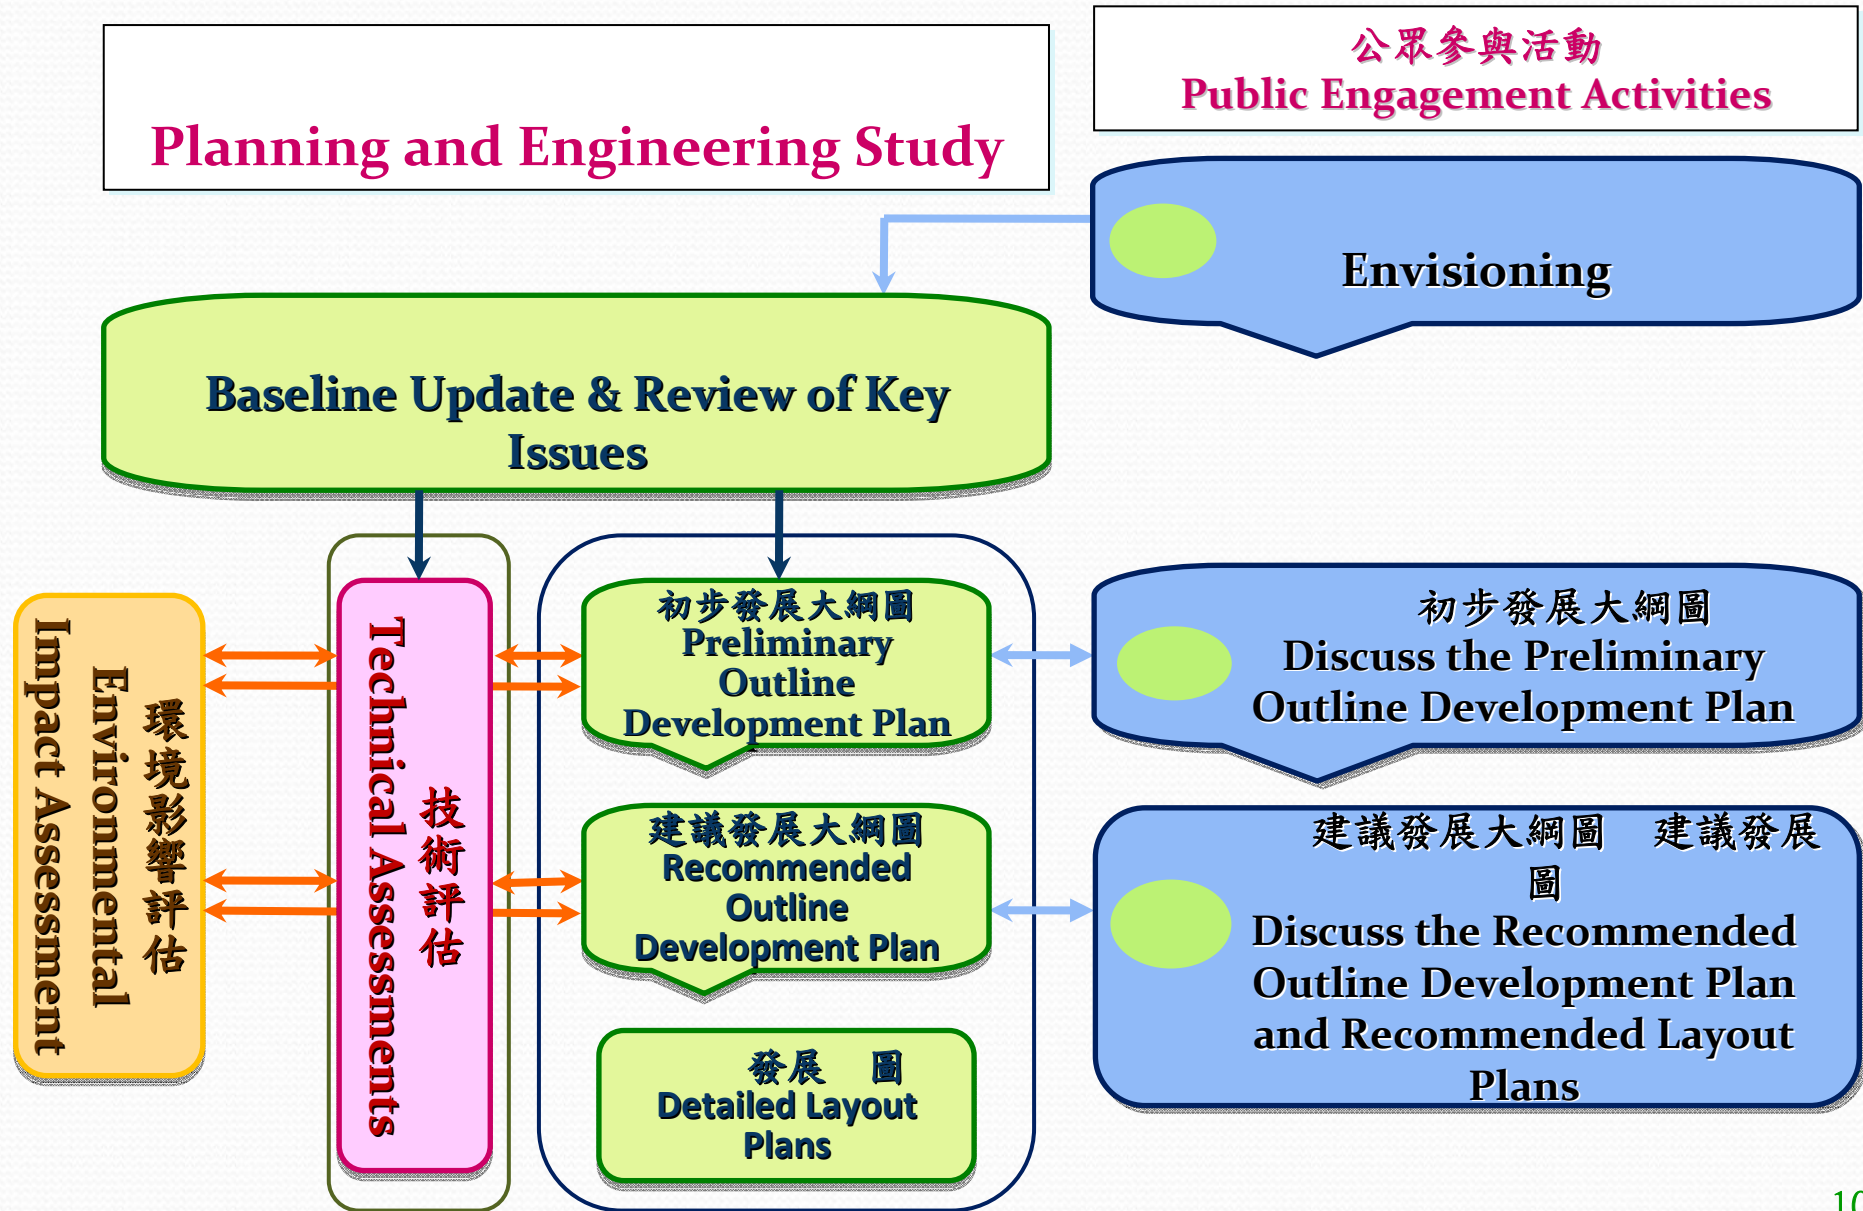 Planning and Engineering Study
公眾參與活動
Public Engagement Activities
Envisioning
Baseline Update & Review of Key
Issues
環境影響評估
Environmental
Impact Assessment
技術評估
Technical Assessments
初步發展大綱圖
Preliminary
Outline
Development Plan
建議發展大綱圖
Recommended
Outline
Development Plan
發展 圖
Detailed Layout
Plans
初步發展大綱圖
Discuss the Preliminary
Outline Development Plan
建議發展大綱圖 建議發展
圖
Discuss the Recommended
Outline Development Plan
and Recommended Layout
Plans
10